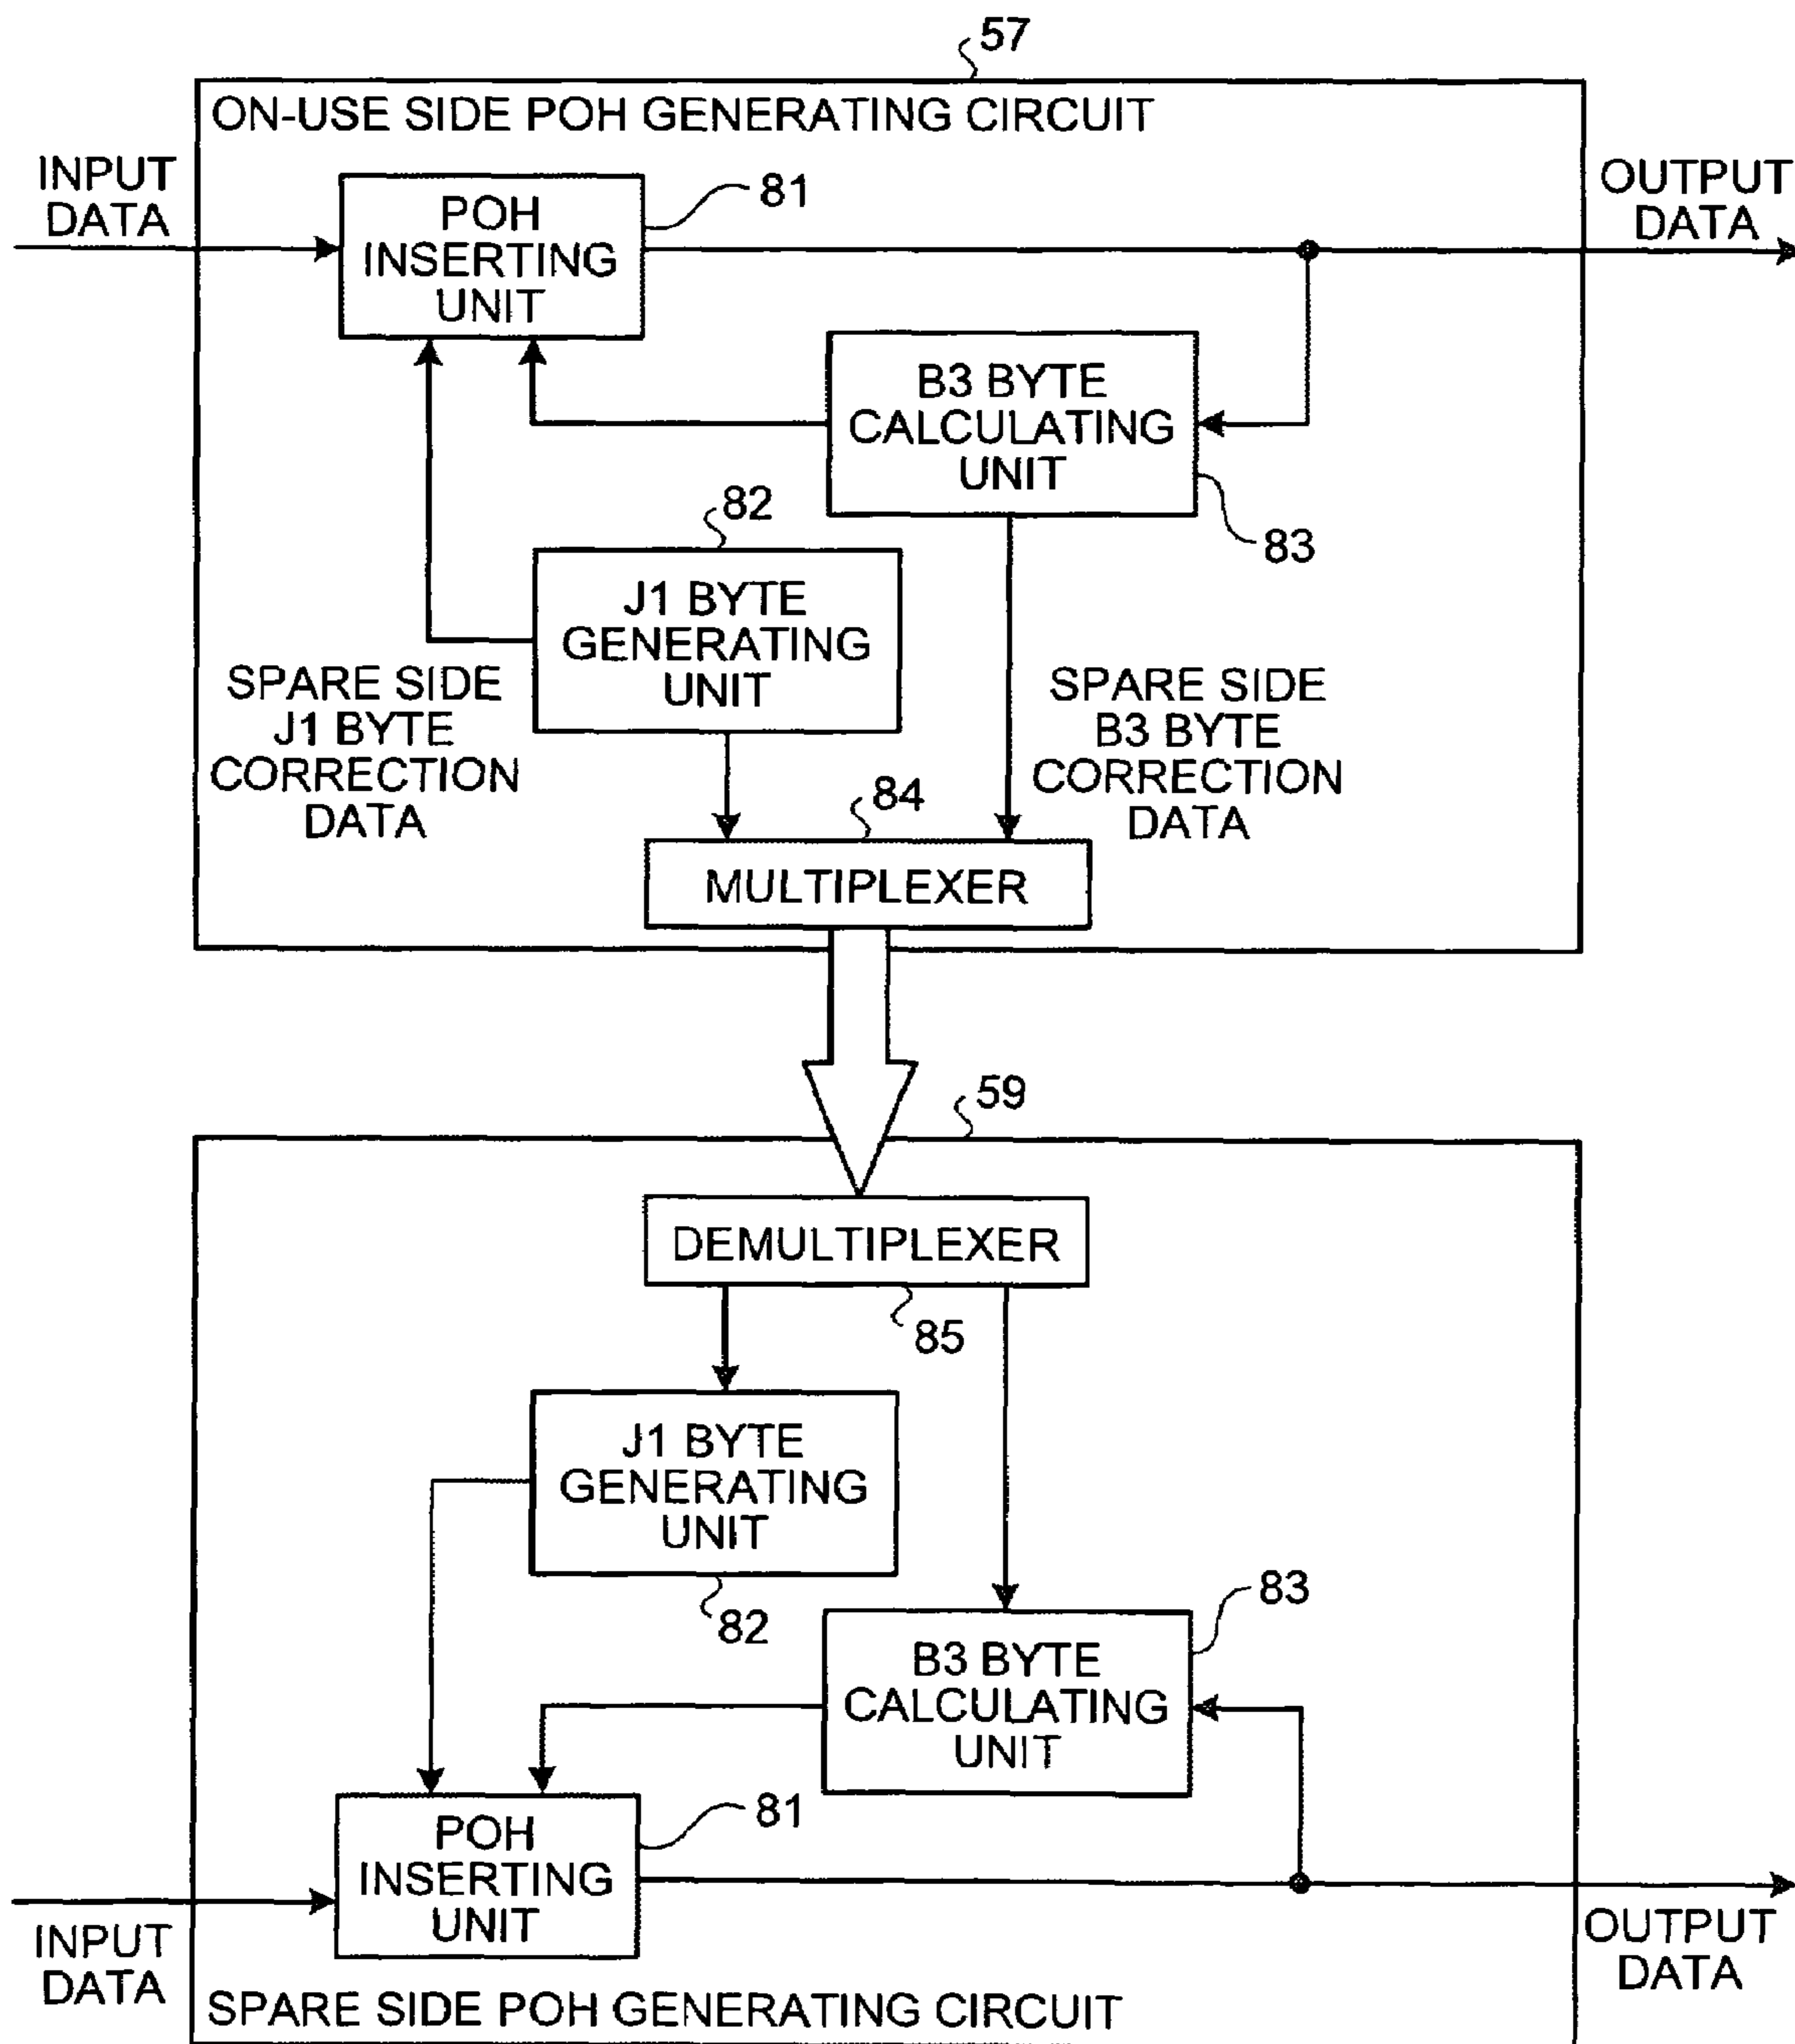 57
ON-USE SIDE POH GENERATING CIRCUIT
INPUT
DATA
OUTPUT
DATA
POH
INSERTING
UNIT
81
B3 BYTE
CALCULATING
UNIT
83
82
J1 BYTE
GENERATING
UNIT
SPARE SIDE
J1 BYTE
CORRECTION
DATA
SPARE SIDE
B3 BYTE
CORRECTION
DATA
84
MULTIPLEXER
59
DEMULTIPLEXER
85
J1 BYTE
GENERATING
UNIT
82
83
B3 BYTE
CALCULATING
UNIT
81
POH
INSERTING
UNIT
INPUT
DATA
OUTPUT
DATA
SPARE SIDE POH GENERATING CIRCUIT